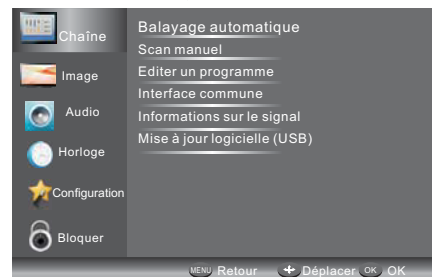 Chaîne
Image
Audio
Horloge
Configuration
Bloquer
Balayage automatique
Scan manuel
Editer un programme
Interface commune
Informations sur le signal
Mise à jour logicielle (USB)
MENU Retour Déplacer OK OK